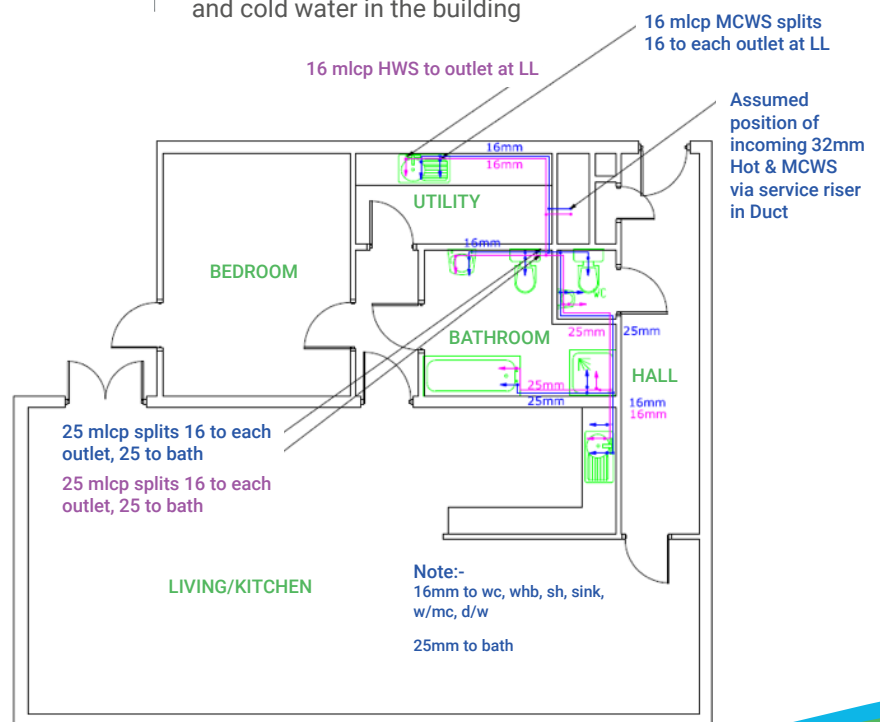 and cold water in the building
16 mlcp MCWS splits
16 to each outlet at LL
16 mlcp HWS to outlet at LL
Assumed
position of
incoming 32mm
Hot & MCWS
via service riser
in Duct
16mm
16mm
UTILITY
16mm
BEDROOM
WC
BATHROOM
25mm
25mm
HALL
25mm
25mm
16mm
16mm
25 mlcp splits 16 to each
outlet, 25 to bath
25 mlcp splits 16 to each
outlet, 25 to bath
LIVING/KITCHEN
Note:-
16mm to wc, whb, sh, sink,
w/mc, d/w
25mm to bath